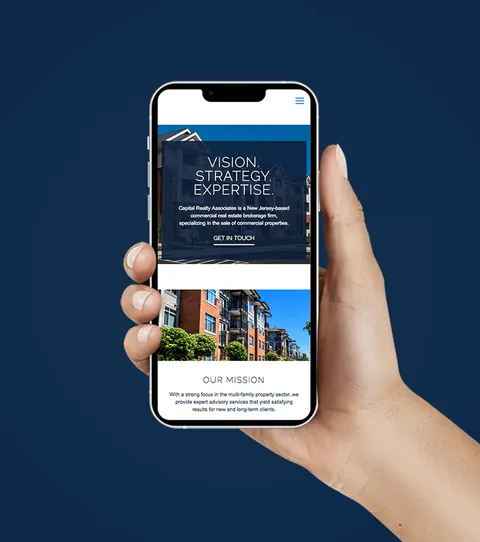 VISION.
STRATEGY.
EXPERTISE.
Capital Realty Associates is a New Jersey-based
commercial real estate brokerage firm,
specializing in the sale of commercial properties.
GET IN TOUCH
OUR MISSION
With a strong focus in the multi-family property sector, we
provide expert advisory services that yield satisfying
results for new and long-term clients.